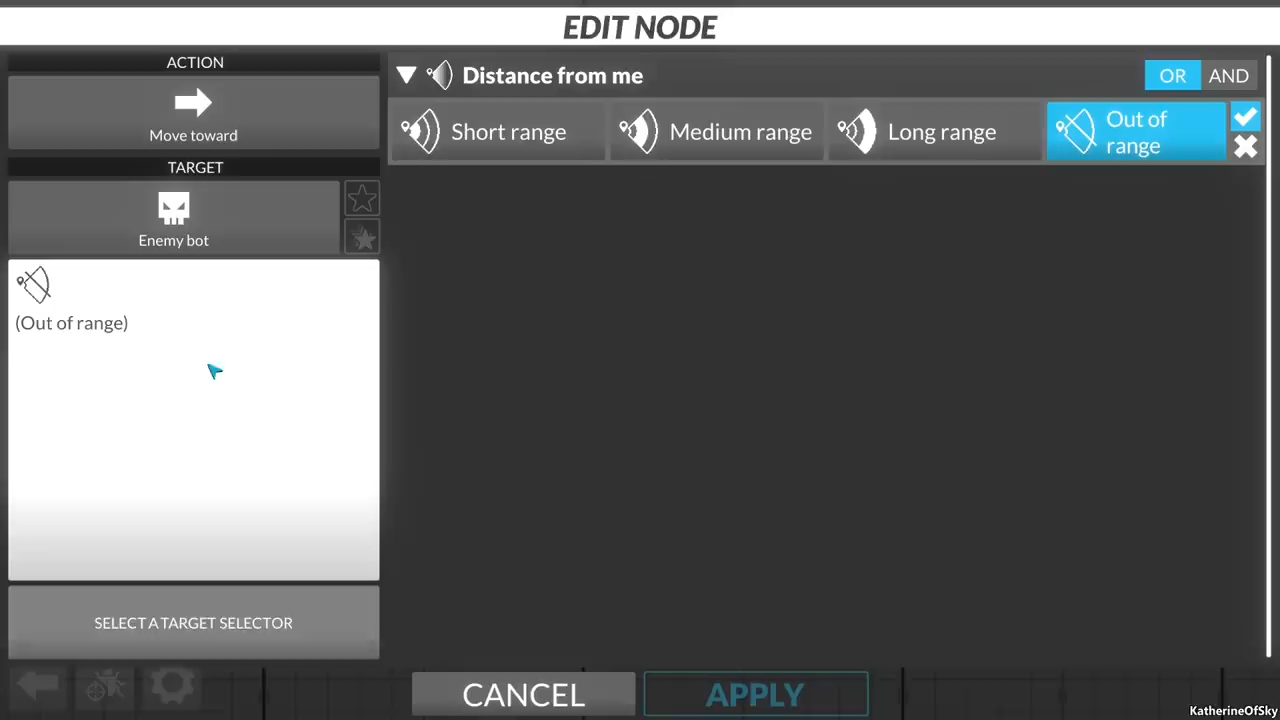 EDIT NODE
ACTION
Move toward
TARGET
Enemy bot
(Out of range)
SELECT A TARGET SELECTOR
Distance from me
OR AND
Short range
Medium range
Long range
Out of
range
CANCEL
APPLY
KatherineOfSky